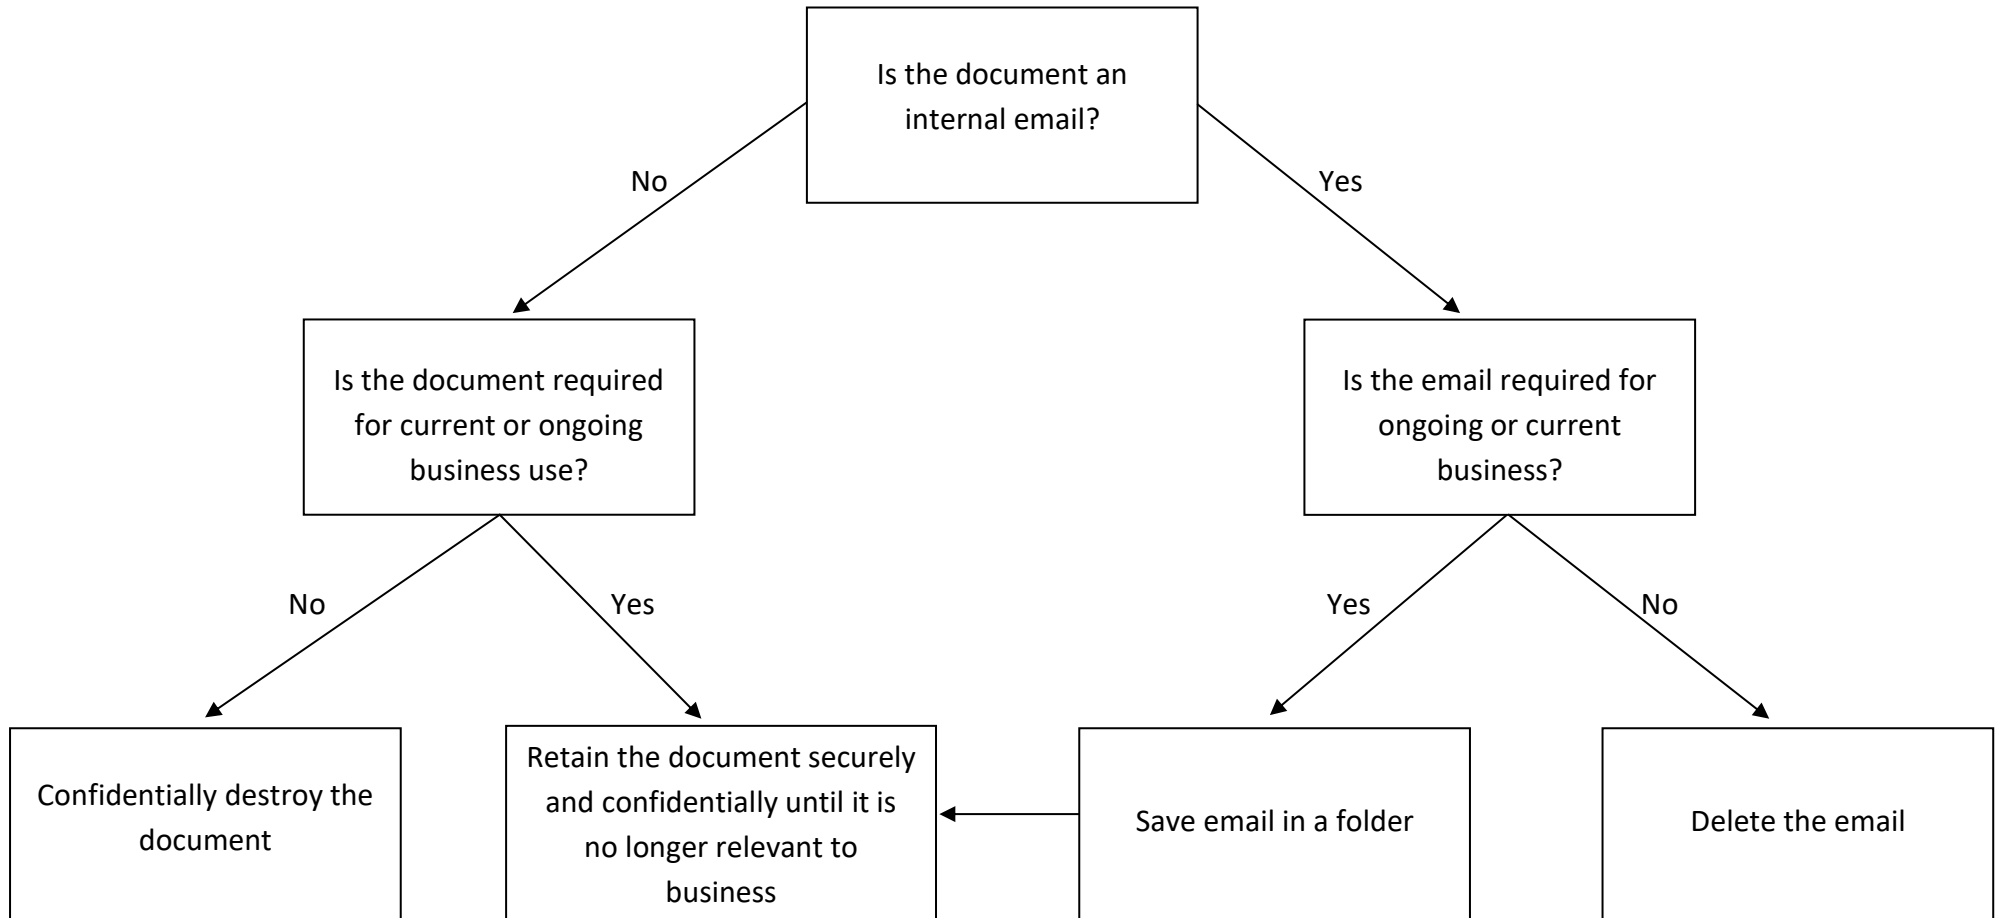 Is the document an
internal email?
No
Yes
Is the document required
for current or ongoing
business use?
Is the email required for
ongoing or current
business?
No
Yes
Yes
No
Confidentially destroy the
document
Retain the document securely
and confidentially until it is
no longer relevant to
business
Save email in a folder
Delete the email